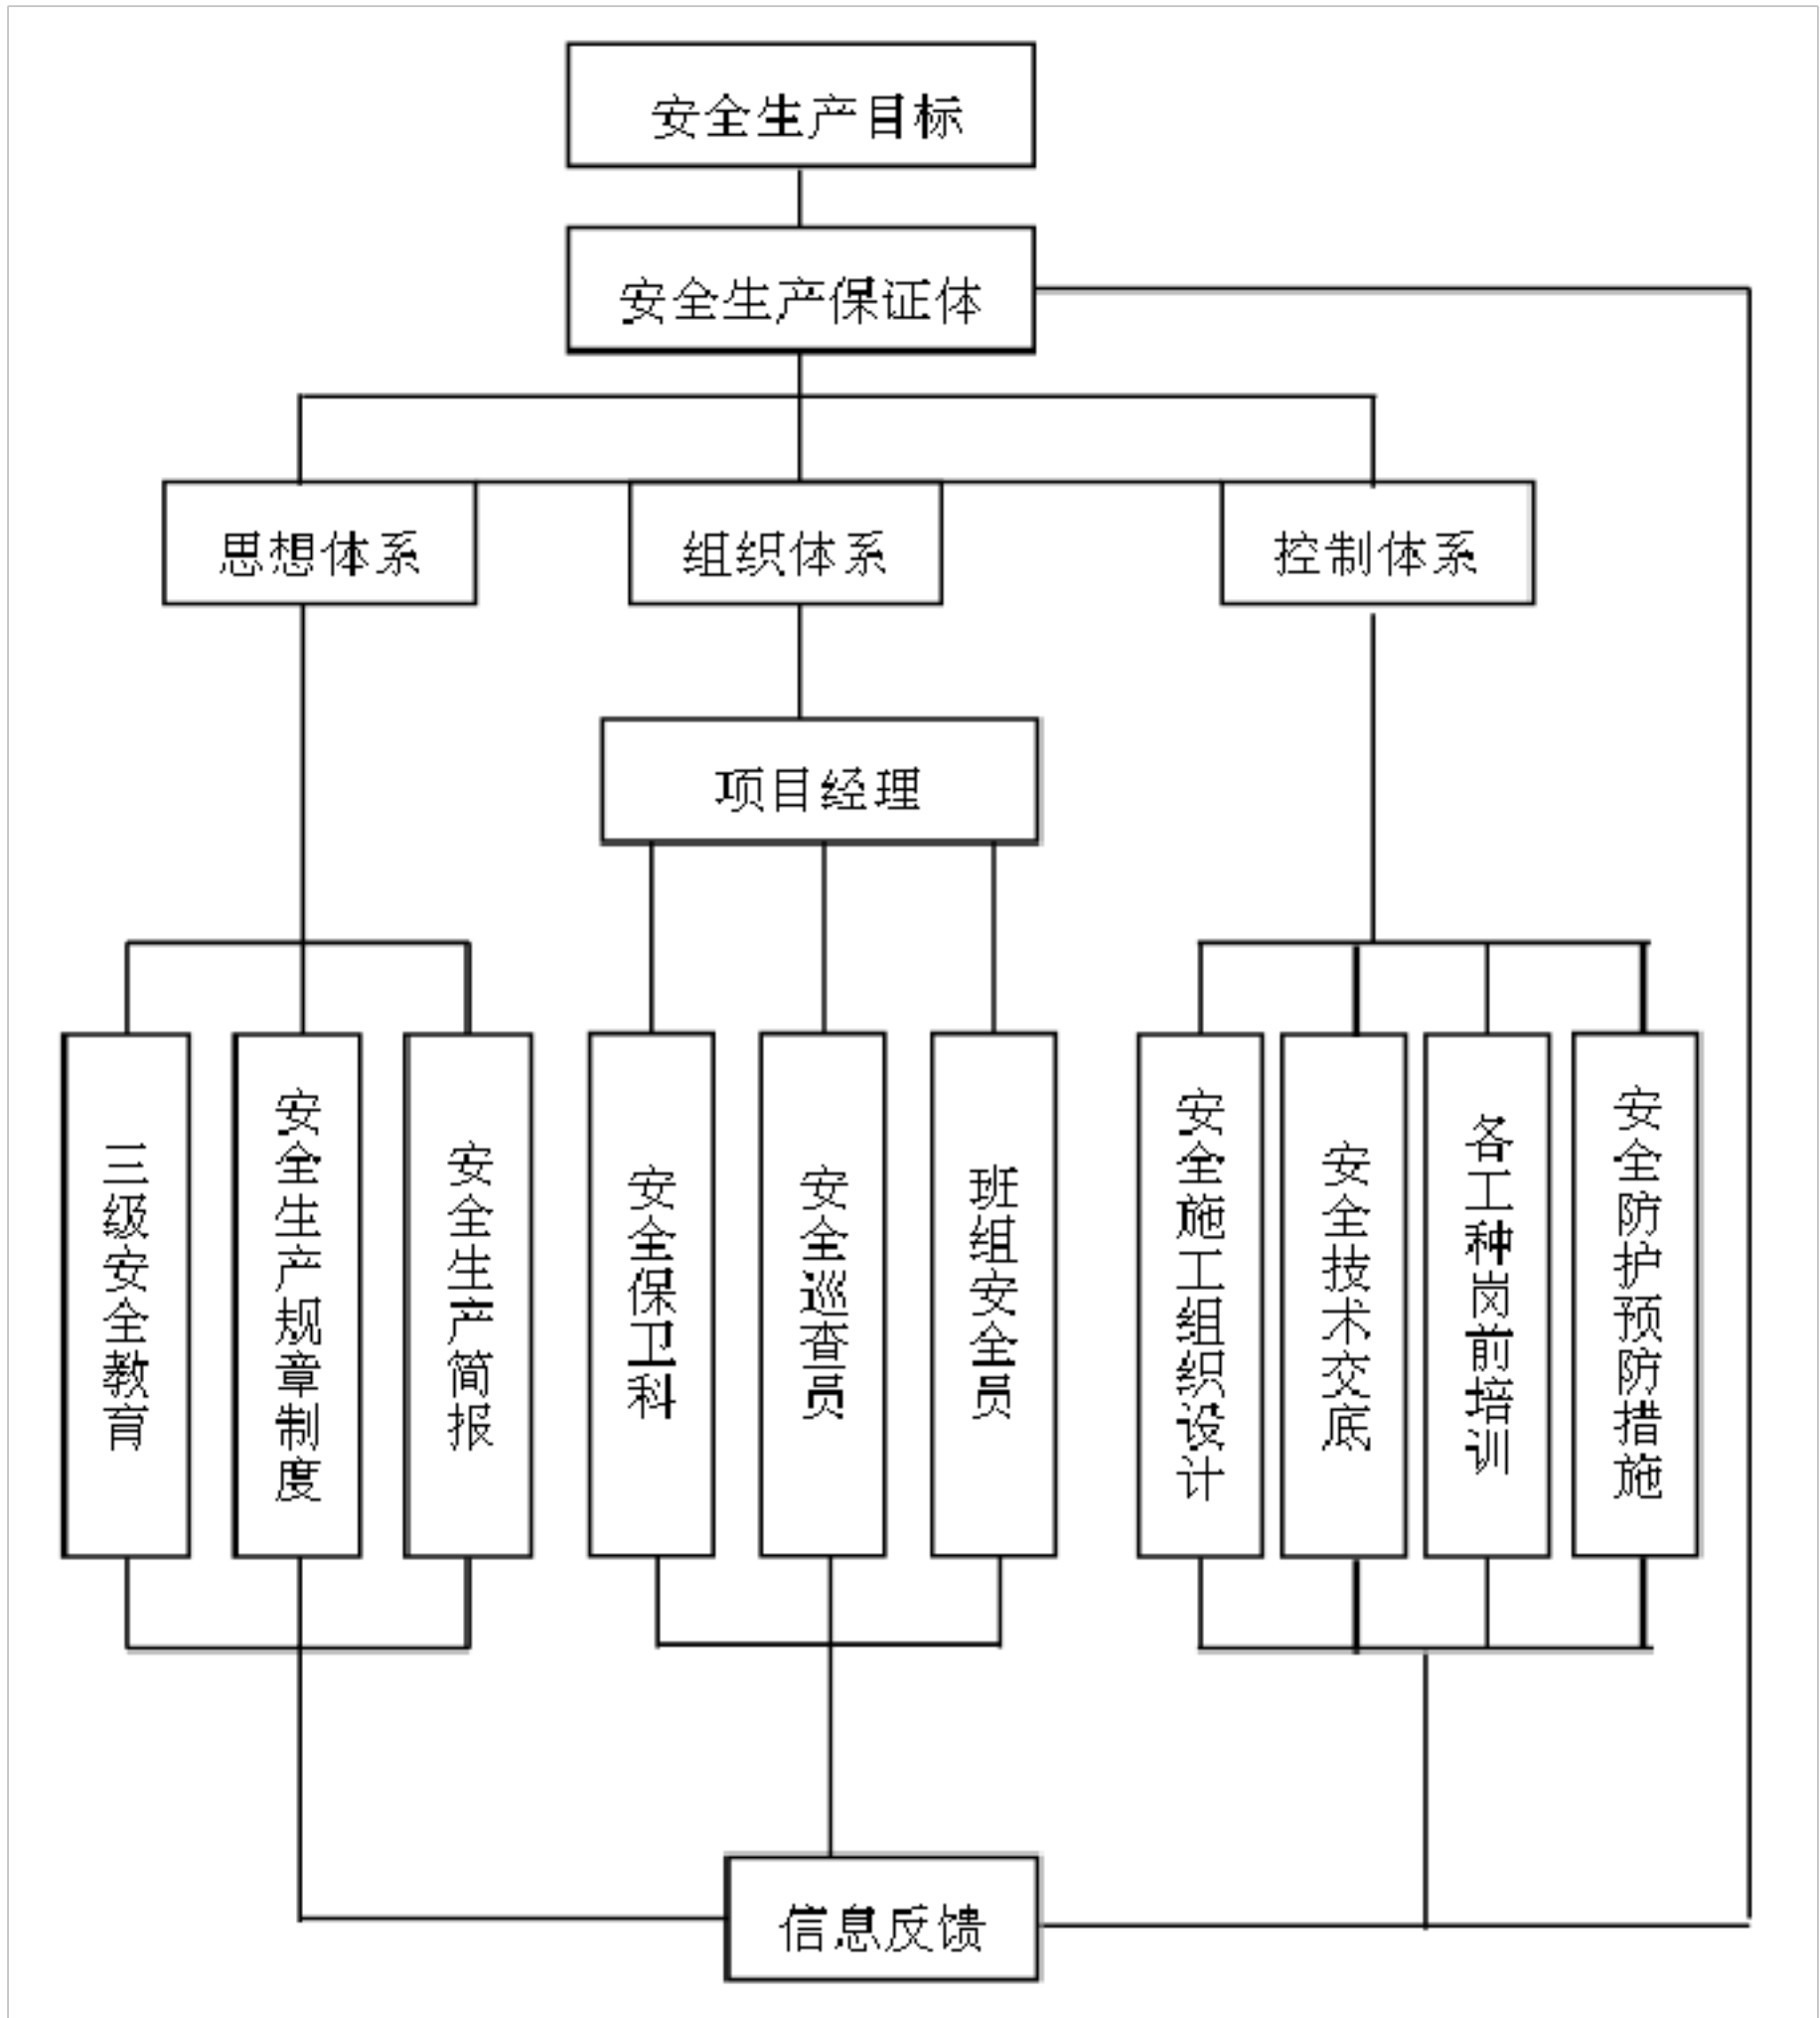 安全生产目标
安全生产保证体
思想体系
组织体系
控制体系
项目经理
三级安全教育
安全生产规章制度
安全生产简报
安全保卫科
安全巡查员
班组安全员
安全施工组织设计
安全技术交底
各工种岗前培训
安全防护预防措施
信息反馈